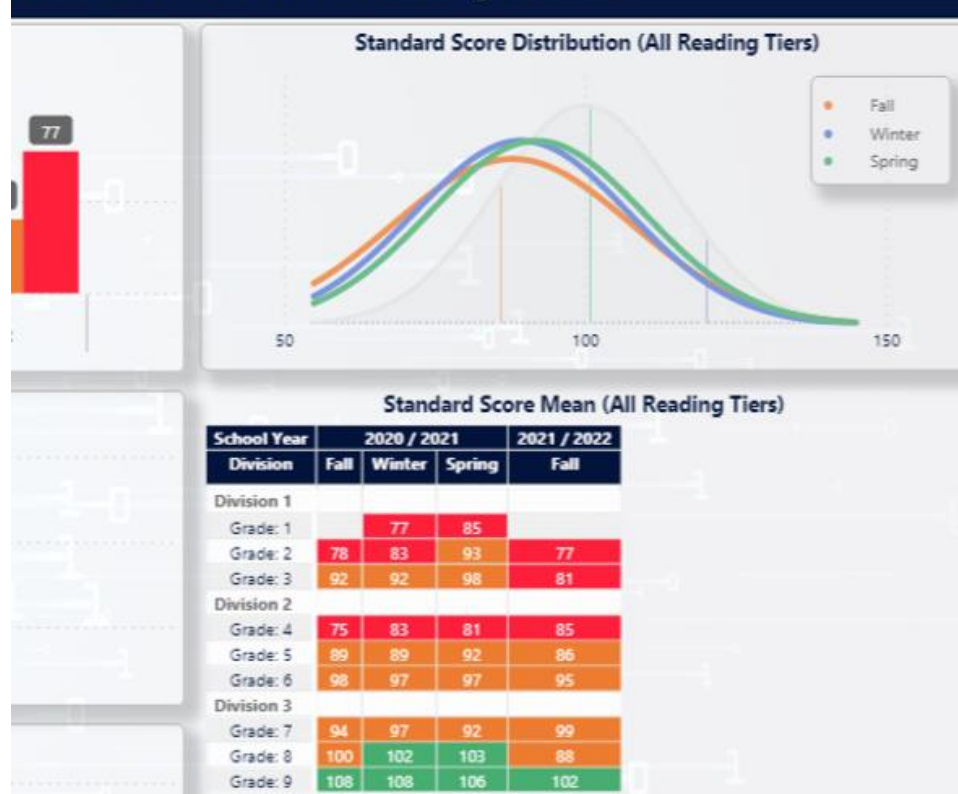 Standard Score Distribution (All Reading Tiers)
77
Fall
Winter
Spring
50 100 150
Standard Score Mean (All Reading Tiers)
School Year 2020 / 2021 2021 / 2022
Division Fall Winter Spring Fall
Division 1
Grade: 1 77 85
Grade: 2 78 83 93 77
Grade: 3 92 92 98 81
Division 2
Grade: 4 75 83 81 85
Grade: 5 89 89 92 86
Grade: 6 98 97 97 95
Division 3
Grade: 7 94 97 92 99
Grade: 8 100 102 103 88
Grade: 9 108 108 106 102